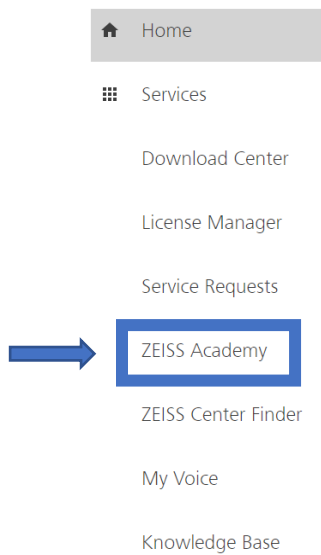 Home
Services
Download Center
License Manager
Service Requests
ZEISS Academy
ZEISS Center Finder
My Voice
Knowledge Base